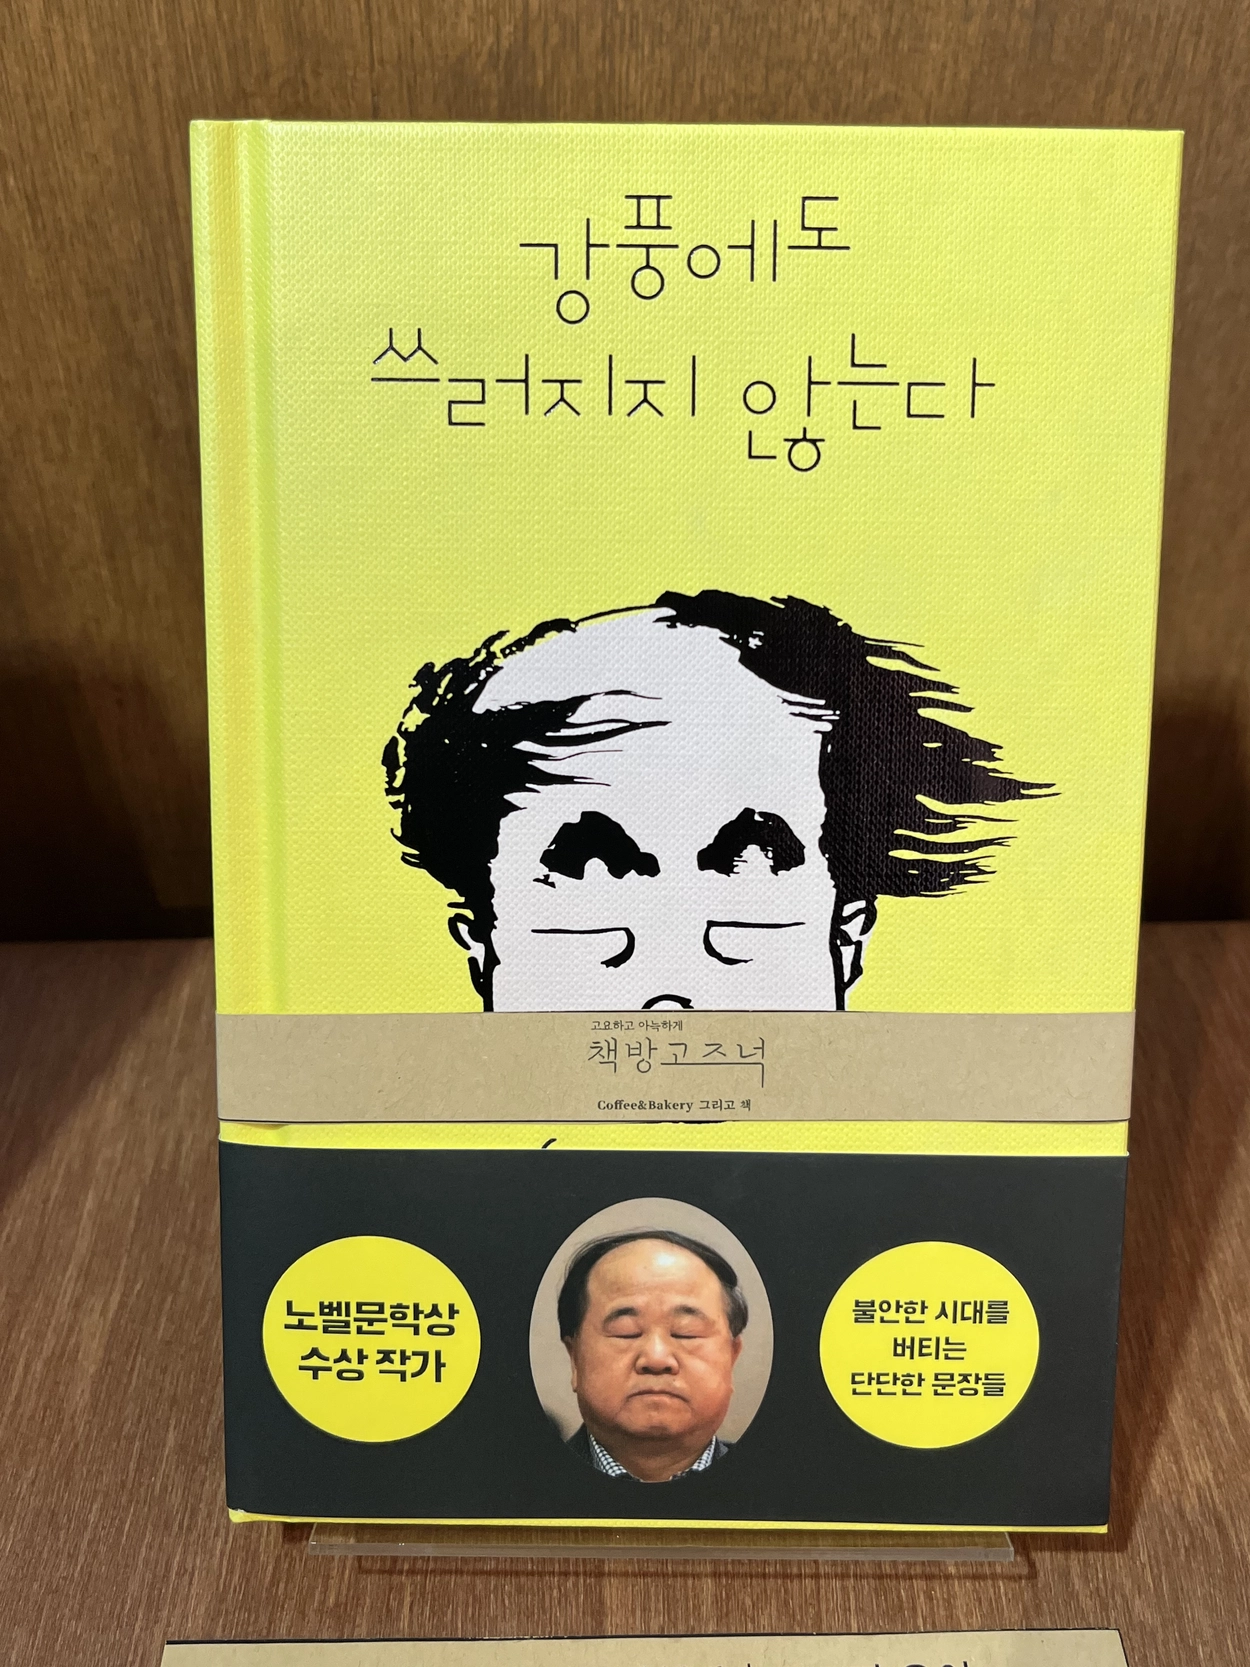 강풍에도
쓰러지지 않는다
고요하고 아늑하게
책방고즈넉
Coffee&Bakery 그리고 책
노벨문학상
수상 작가
불안한 시대를
버티는
단단한 문장들